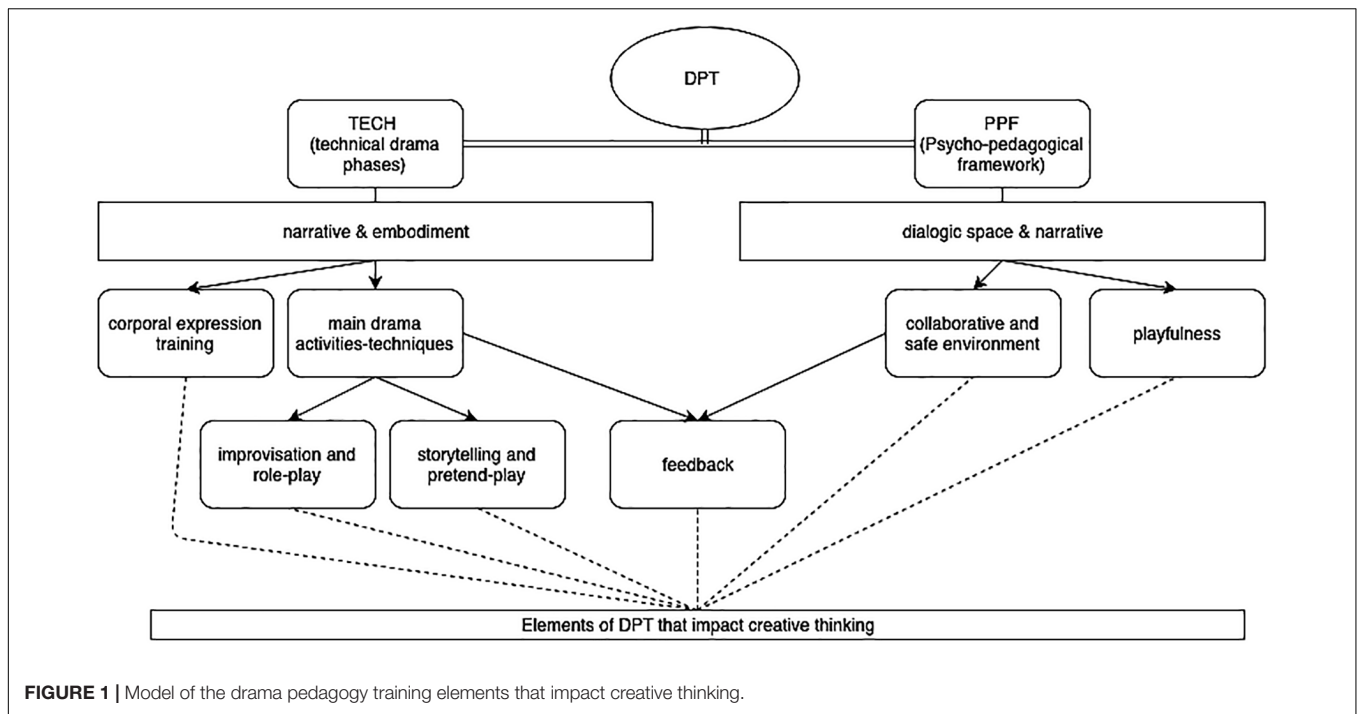 DPT
TECH
(technical drama
phases)
PPF
(Psycho-pedagogical
framework)
narrative & embodiment
dialogic space & narrative
corporal expression
training
main drama
activities-techniques
collaborative and
safe environment
playfulness
improvisation and
role-play
storytelling and
pretend-play
feedback
Elements of DPT that impact creative thinking
FIGURE 1 | Model of the drama pedagogy training elements that impact creative thinking.